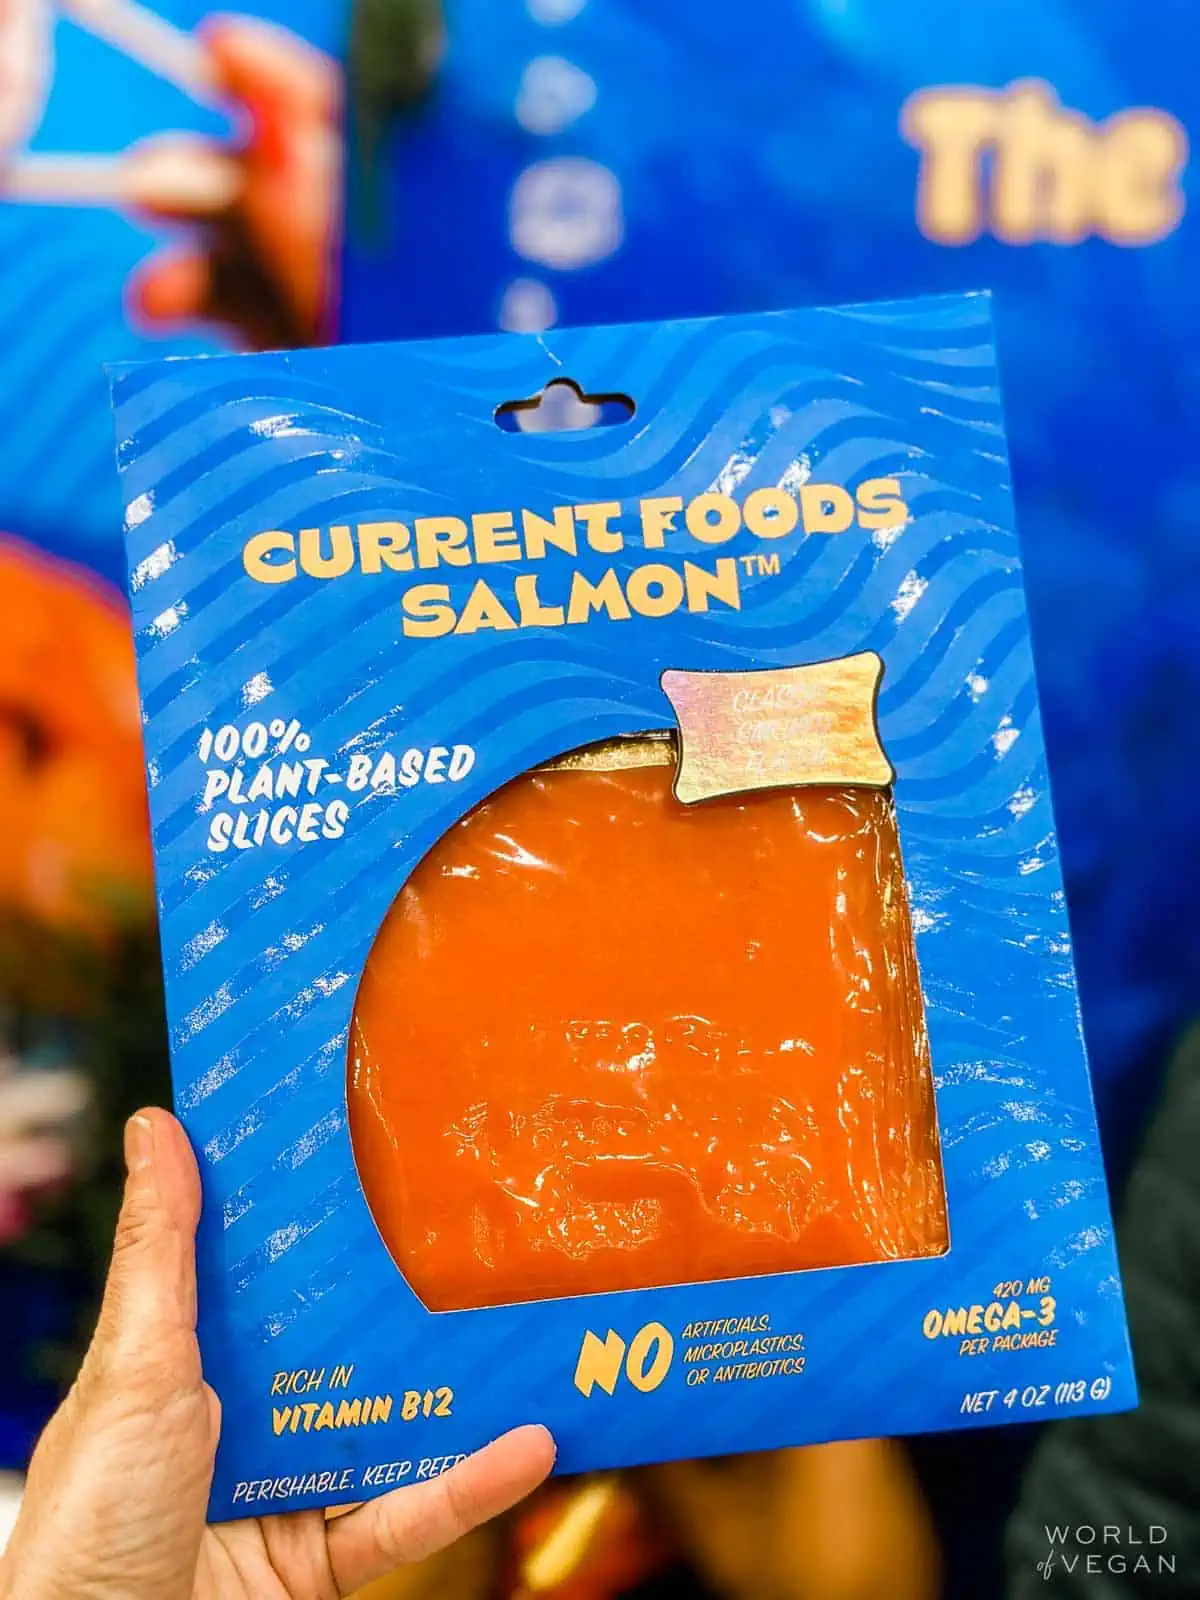 The
CURRENT FOODS
SALMON™
100%
PLANT-BASED
SLICES
420 MG
OMEGA-3
PER PACKAGE
NO
ARTIFICIALS,
MICROPLASTICS,
OR ANTIBIOTICS
RICH IN
VITAMIN B12
NET 4 OZ (113 G)
PERISHABLE. KEEP
WORLD
of VEGAN